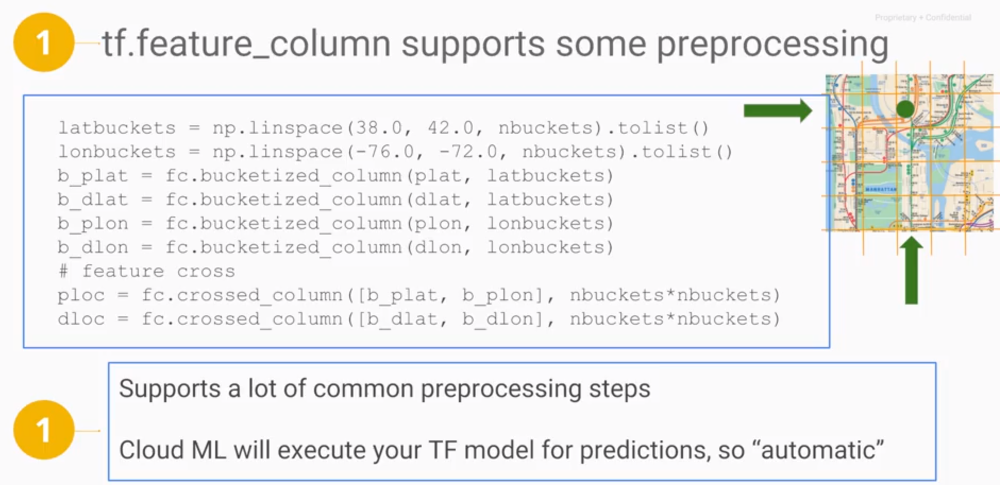 Proprietary + Confidential
1
tf.feature_column supports some preprocessing
latbuckets = np.linspace(38.0, 42.0, nbuckets).tolist()
lonbuckets = np.linspace(-76.0, -72.0, nbuckets).tolist()
b_plat = fc.bucketized_column(plat, latbuckets)
b_dlat = fc.bucketized_column(dlat, latbuckets)
b_plon = fc.bucketized_column(plon, lonbuckets)
b_dlon = fc.bucketized_column(dlon, lonbuckets)
# feature cross
ploc = fc.crossed_column([b_plat, b_plon], nbuckets*nbuckets)
dloc = fc.crossed_column([b_dlat, b_dlon], nbuckets*nbuckets)
MANHATTAN
1
Supports a lot of common preprocessing steps
Cloud ML will execute your TF model for predictions, so “automatic”